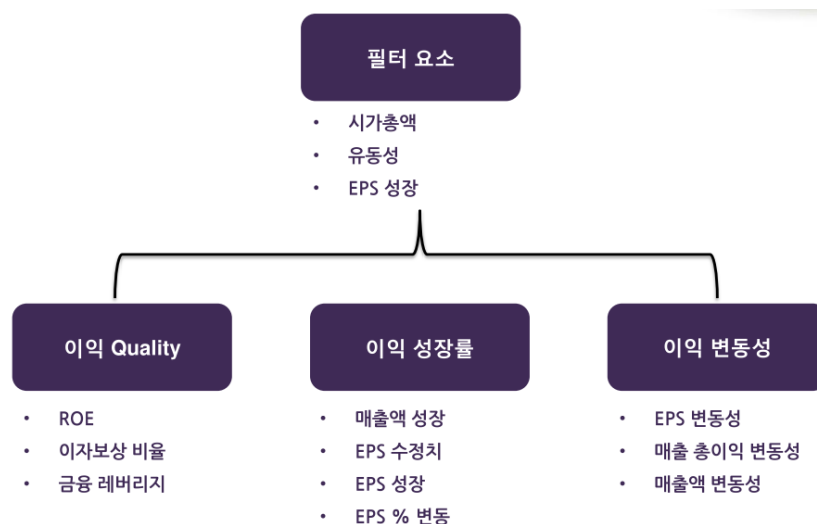 필터 요소
• 시가총액
• 유동성
• EPS 성장
이익 Quality
• ROE
• 이자보상 비율
• 금융 레버리지
이익 성장률
• 매출액 성장
• EPS 수정치
• EPS 성장
• EPS % 변동
이익 변동성
• EPS 변동성
• 매출 총이익 변동성
• 매출액 변동성